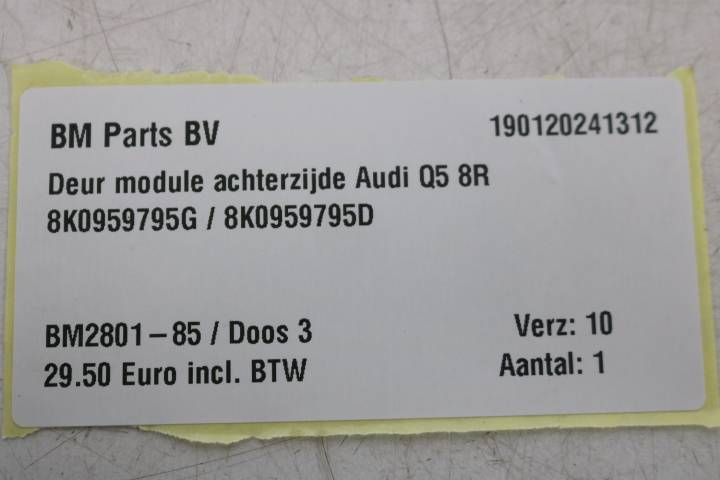 BM Parts BV 190120241312
Deur module achterzijde Audi Q5 8R
8K0959795G / 8K0959795D
BM2801-85 / Doos 3 Verz: 10
29.50 Euro incl. BTW Aantal: 1